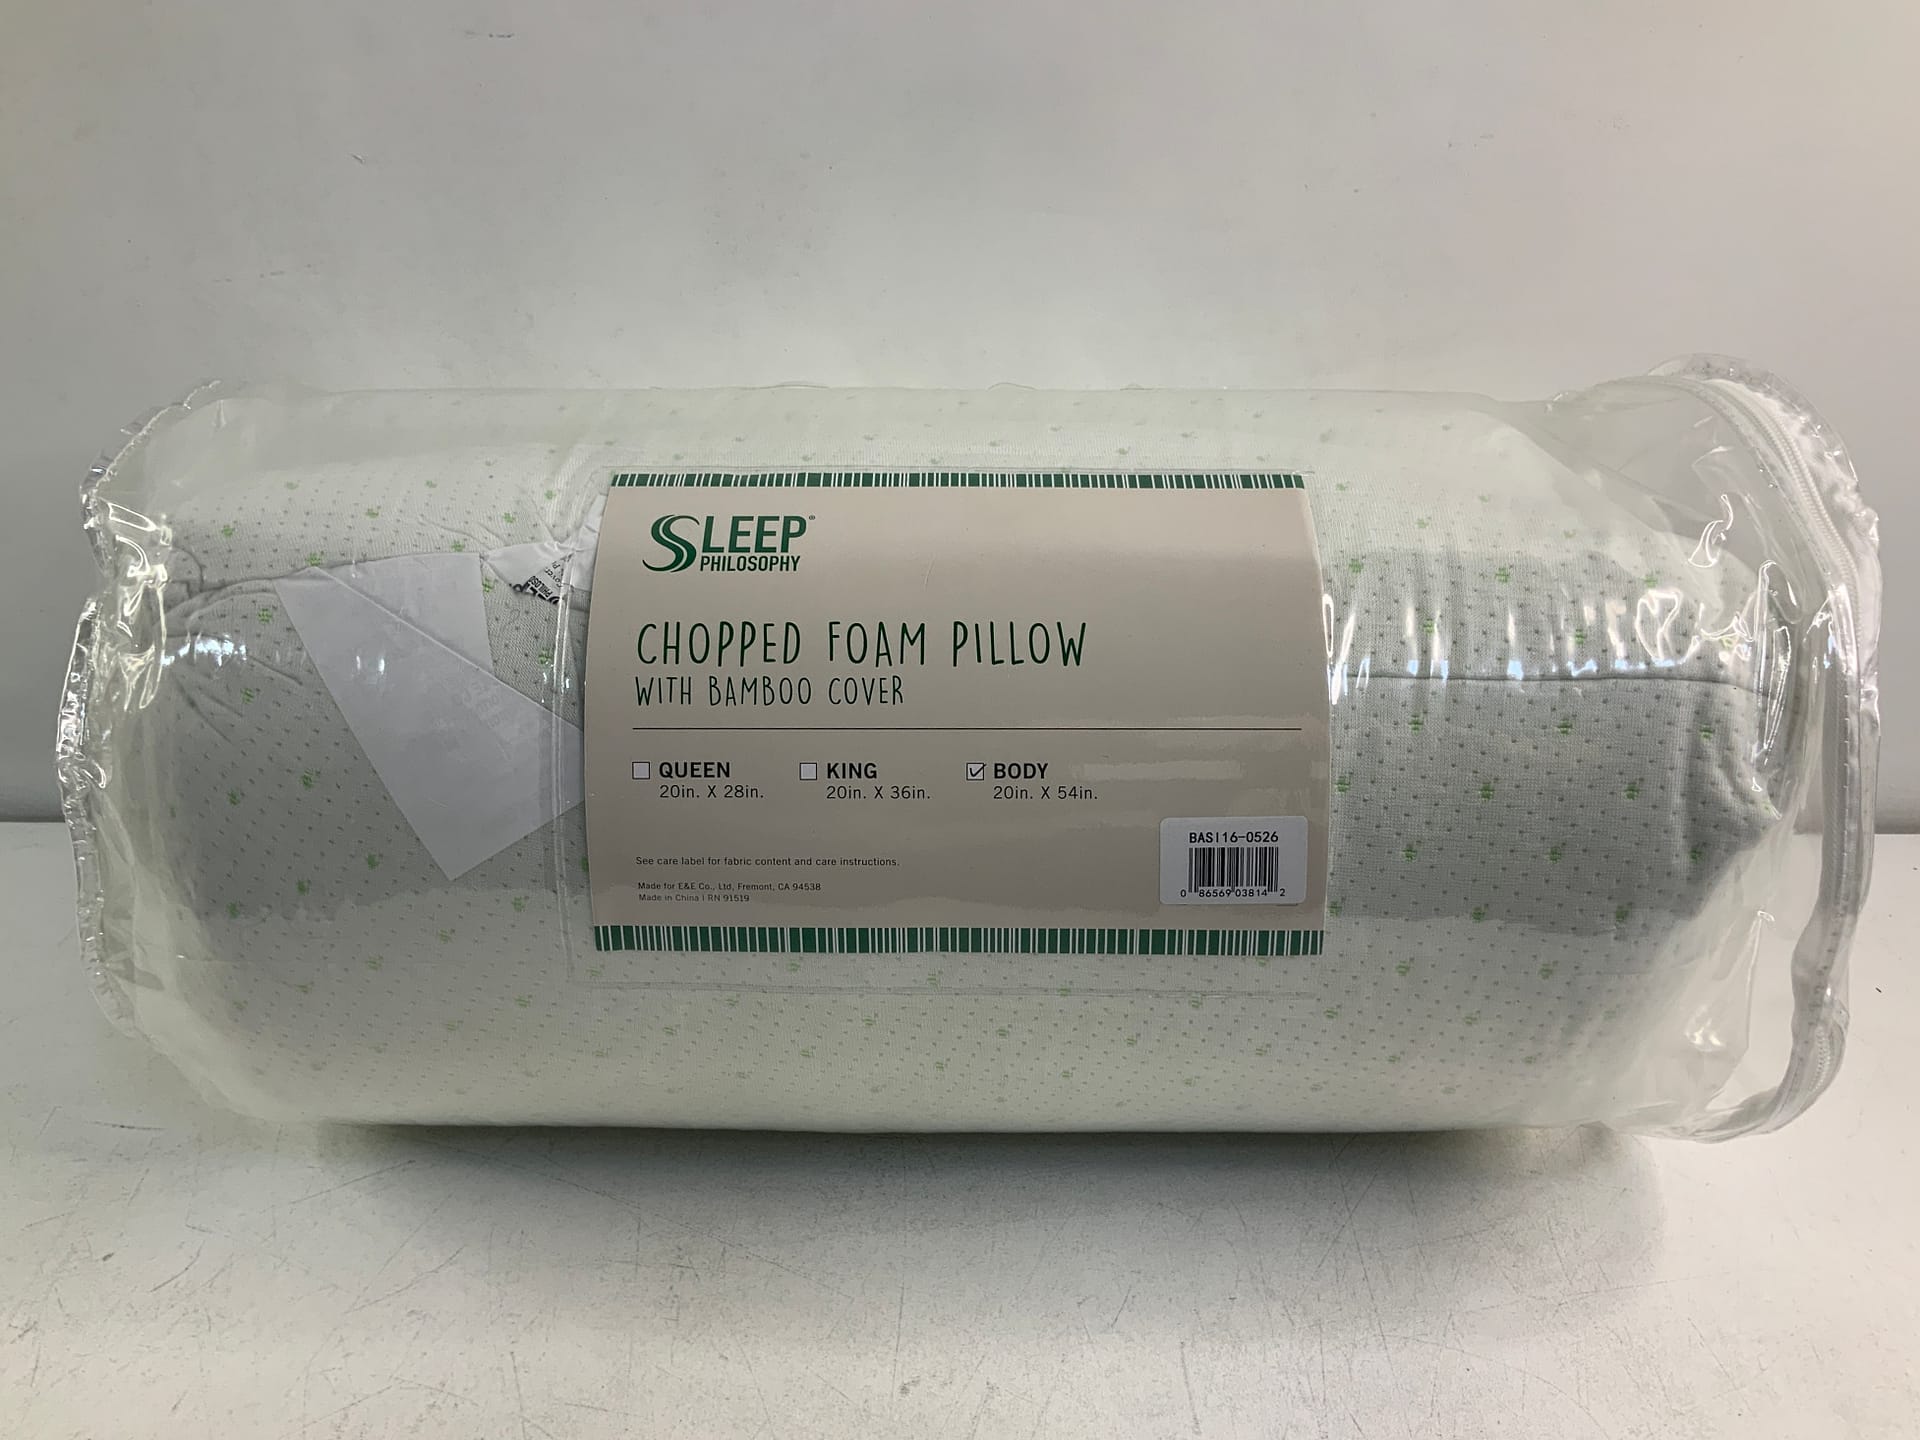 SLEEP®
PHILOSOPHY
CHOPPED FOAM PILLOW
WITH BAMBOO COVER
QUEEN
20in. X 28in.
KING
20in. X 36in.
BODY
20in. X 54in.
See care label for fabric content and care instructions.
Made for E&E Co., Ltd, Fremont, CA 94538
Made in China | RN 91519
BASI16-0526
0 86569 03814 2